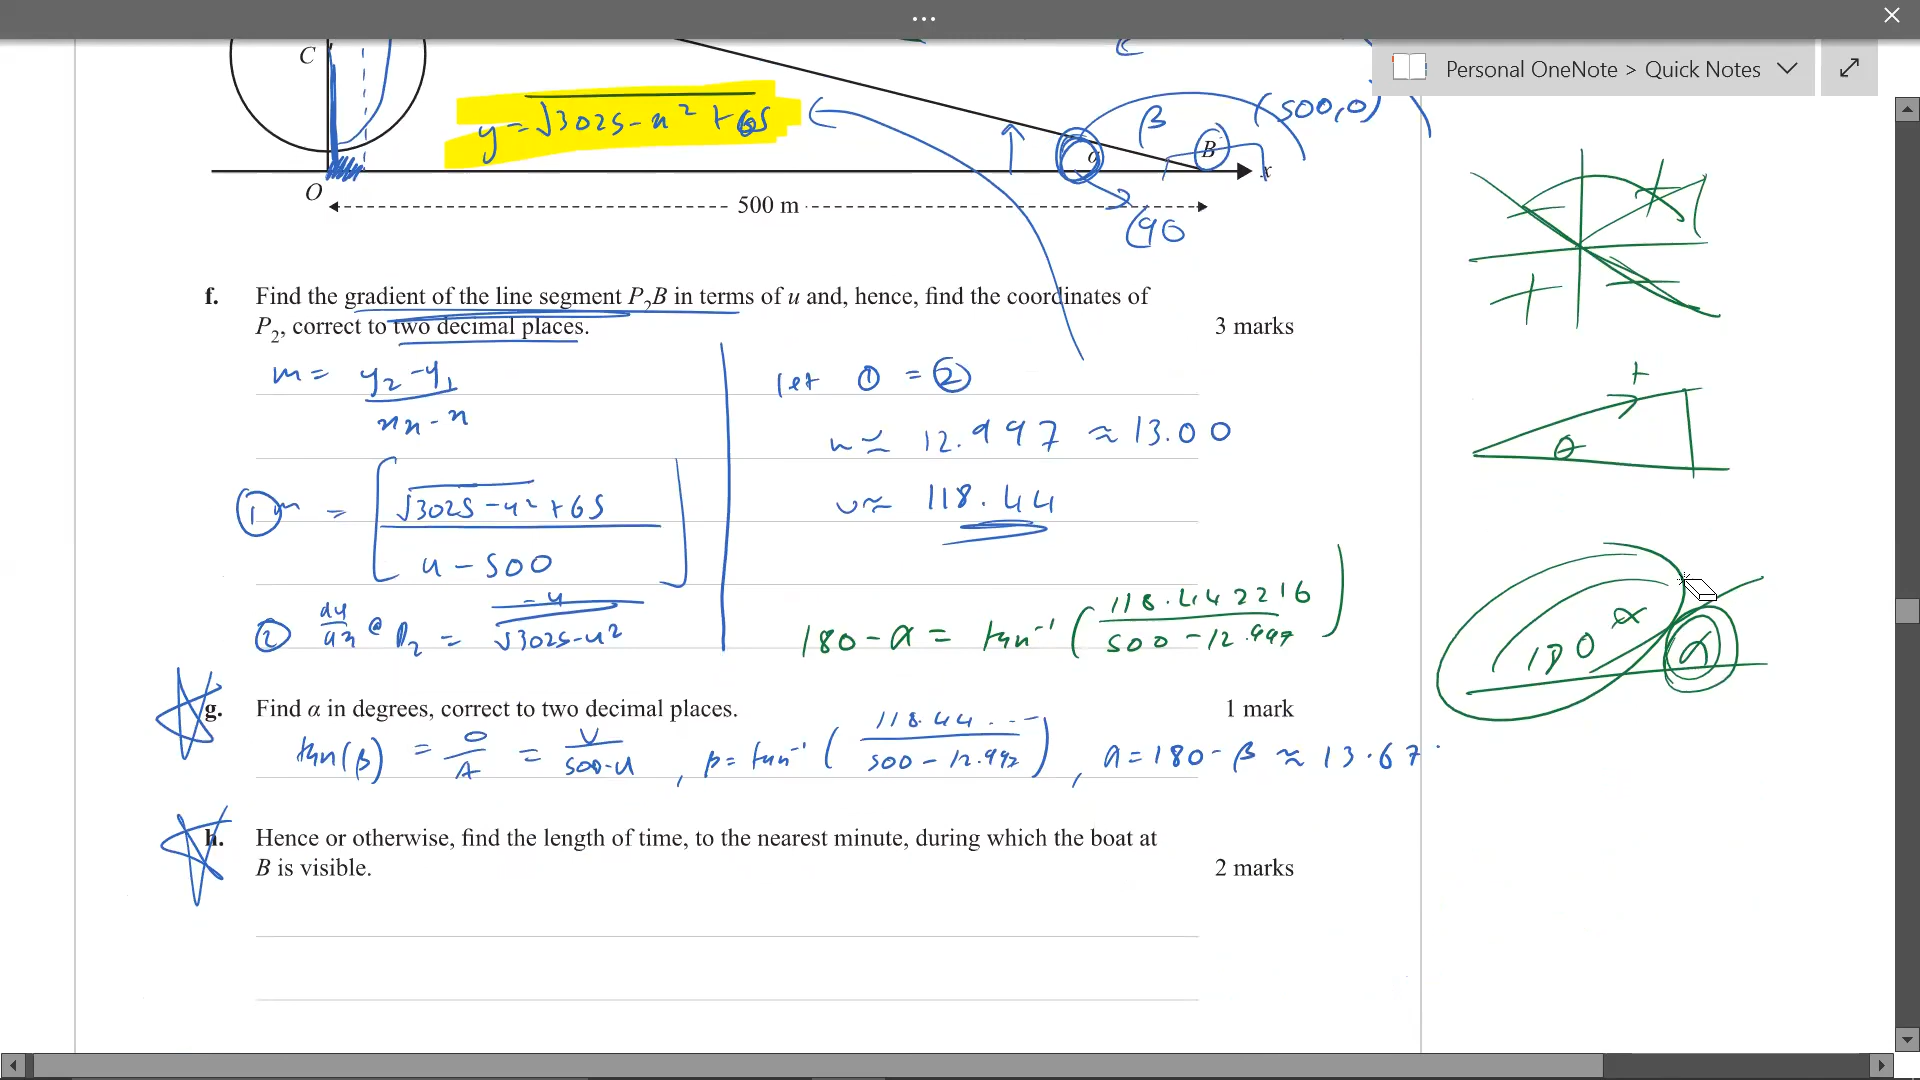 Personal OneNote > Quick Notes
C
y = √3025-x² + 65
β
(500,0)
α
B
x
O
500 m
(90
f. Find the gradient of the line segment P₂B in terms of u and, hence, find the coordinates of
P₂, correct to two decimal places. 3 marks
m = y₂-y₁
let ① = ②
u ≈ 12.997 ≈ 13.00
① m = √3025-u² + 65
u - 500
v ≈ 118.44
+
θ
② dy @ P₂ = -u
√3025-u²
180-α = tan⁻¹ ( 118.442216
500-12.997 )
180 α
α
g. Find α in degrees, correct to two decimal places. 1 mark
tan(β) = O/A = v/500-u , β = tan⁻¹ ( 118.44... / 500-12.997 ) , α = 180-β ≈ 13.67
h. Hence or otherwise, find the length of time, to the nearest minute, during which the boat at
B is visible. 2 marks